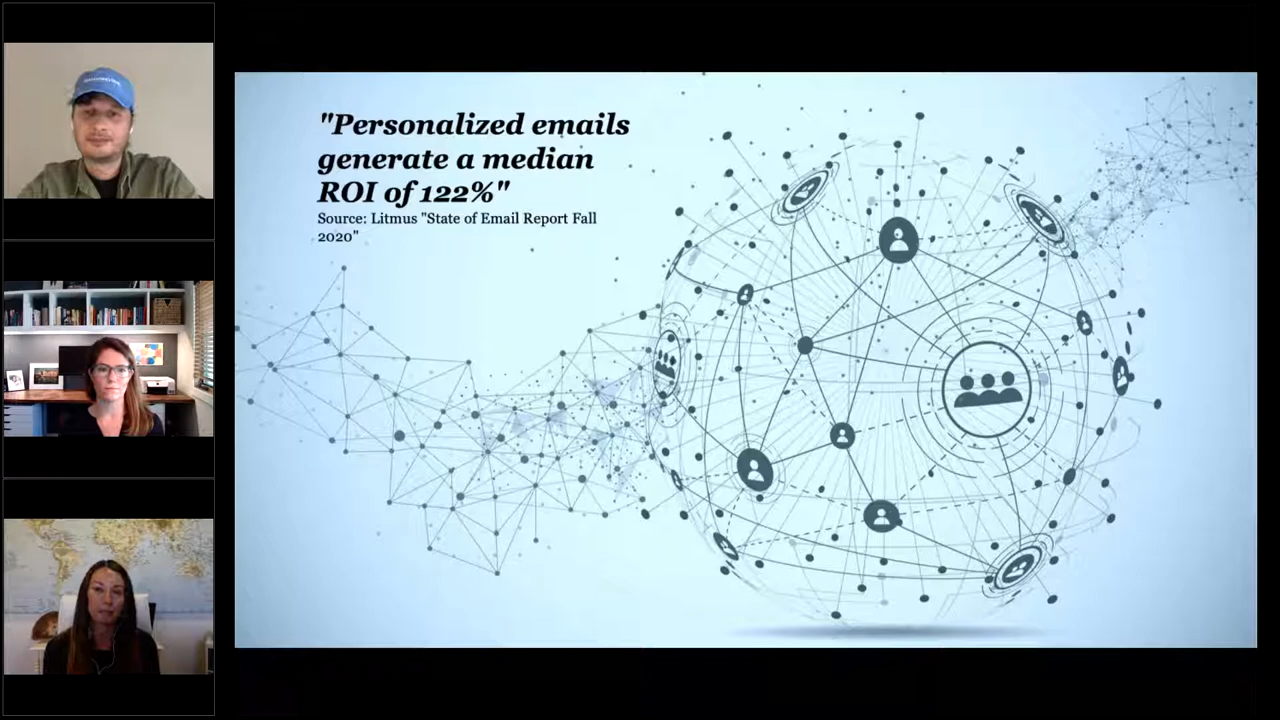 "Personalized emails
generate a median
ROI of 122%"
Source: Litmus "State of Email Report Fall
2020"